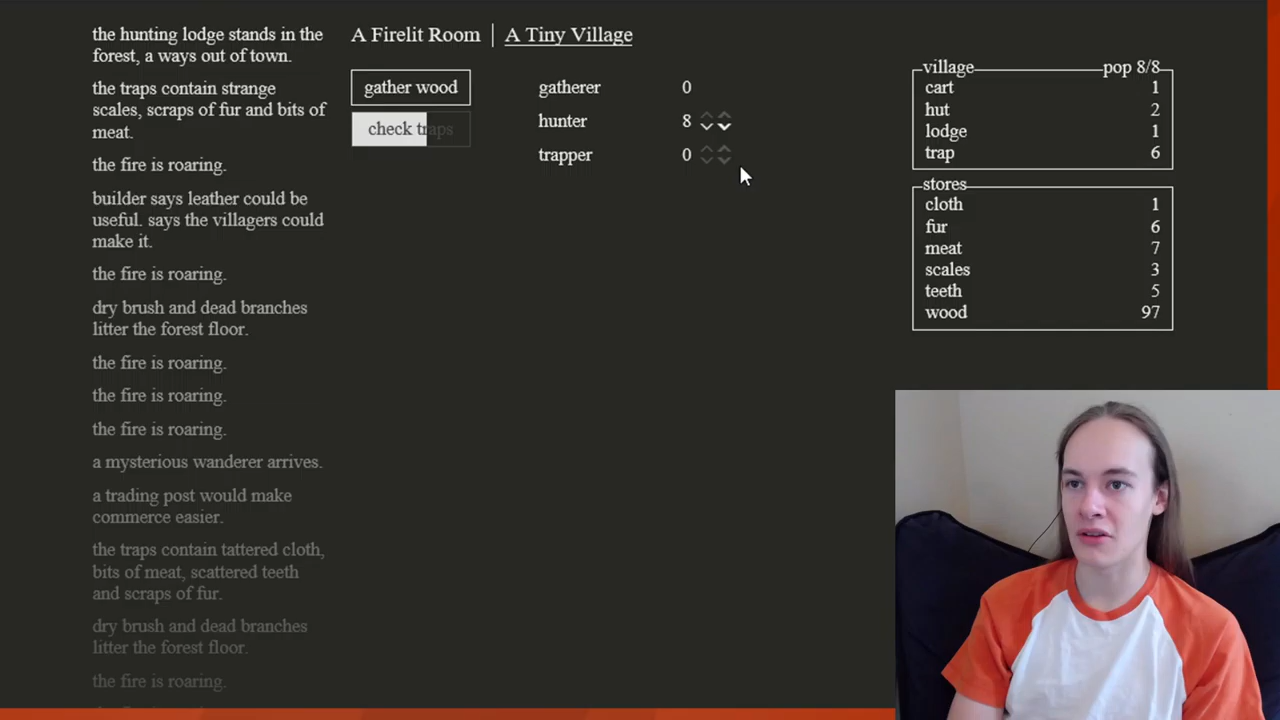 the hunting lodge stands in the
forest, a ways out of town.
the traps contain strange
scales, scraps of fur and bits of
meat.
the fire is roaring.
builder says leather could be
useful. says the villagers could
make it.
the fire is roaring.
dry brush and dead branches
litter the forest floor.
the fire is roaring.
the fire is roaring.
the fire is roaring.
a mysterious wanderer arrives.
a trading post would make
commerce easier.
the traps contain tattered cloth,
bits of meat, scattered teeth
and scraps of fur.
dry brush and dead branches
litter the forest floor.
the fire is roaring.
A Firelit Room | A Tiny Village
gather wood
check traps
gatherer 0
hunter 8
trapper 0
village pop 8/8
cart 1
hut 2
lodge 1
trap 6
stores
cloth 1
fur 6
meat 7
scales 3
teeth 5
wood 97